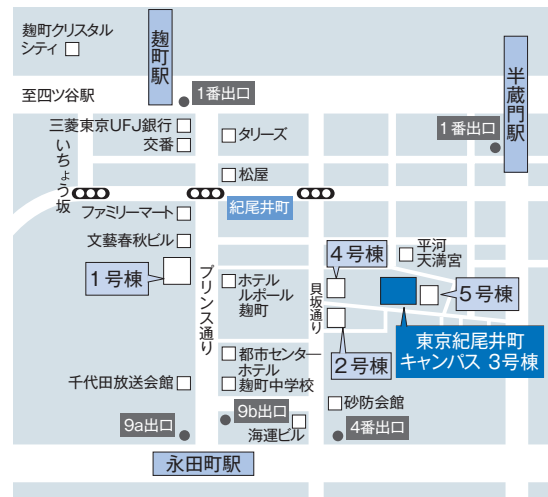 麹町クリスタル
シティ
麹町駅
1番出口
至四ツ谷駅
半蔵門駅
1番出口
三菱東京UFJ銀行
交番
タリーズ
いちょう坂
松屋
紀尾井町
ファミリーマート
文藝春秋ビル
1号棟
プリンス通り
ホテル
ルポール
麹町
貝坂通り
4号棟
平河
天満宮
5号棟
2号棟
東京紀尾井町
キャンパス 3号棟
都市センター
ホテル
麹町中学校
千代田放送会館
砂防会館
9a出口
9b出口
海運ビル
4番出口
永田町駅